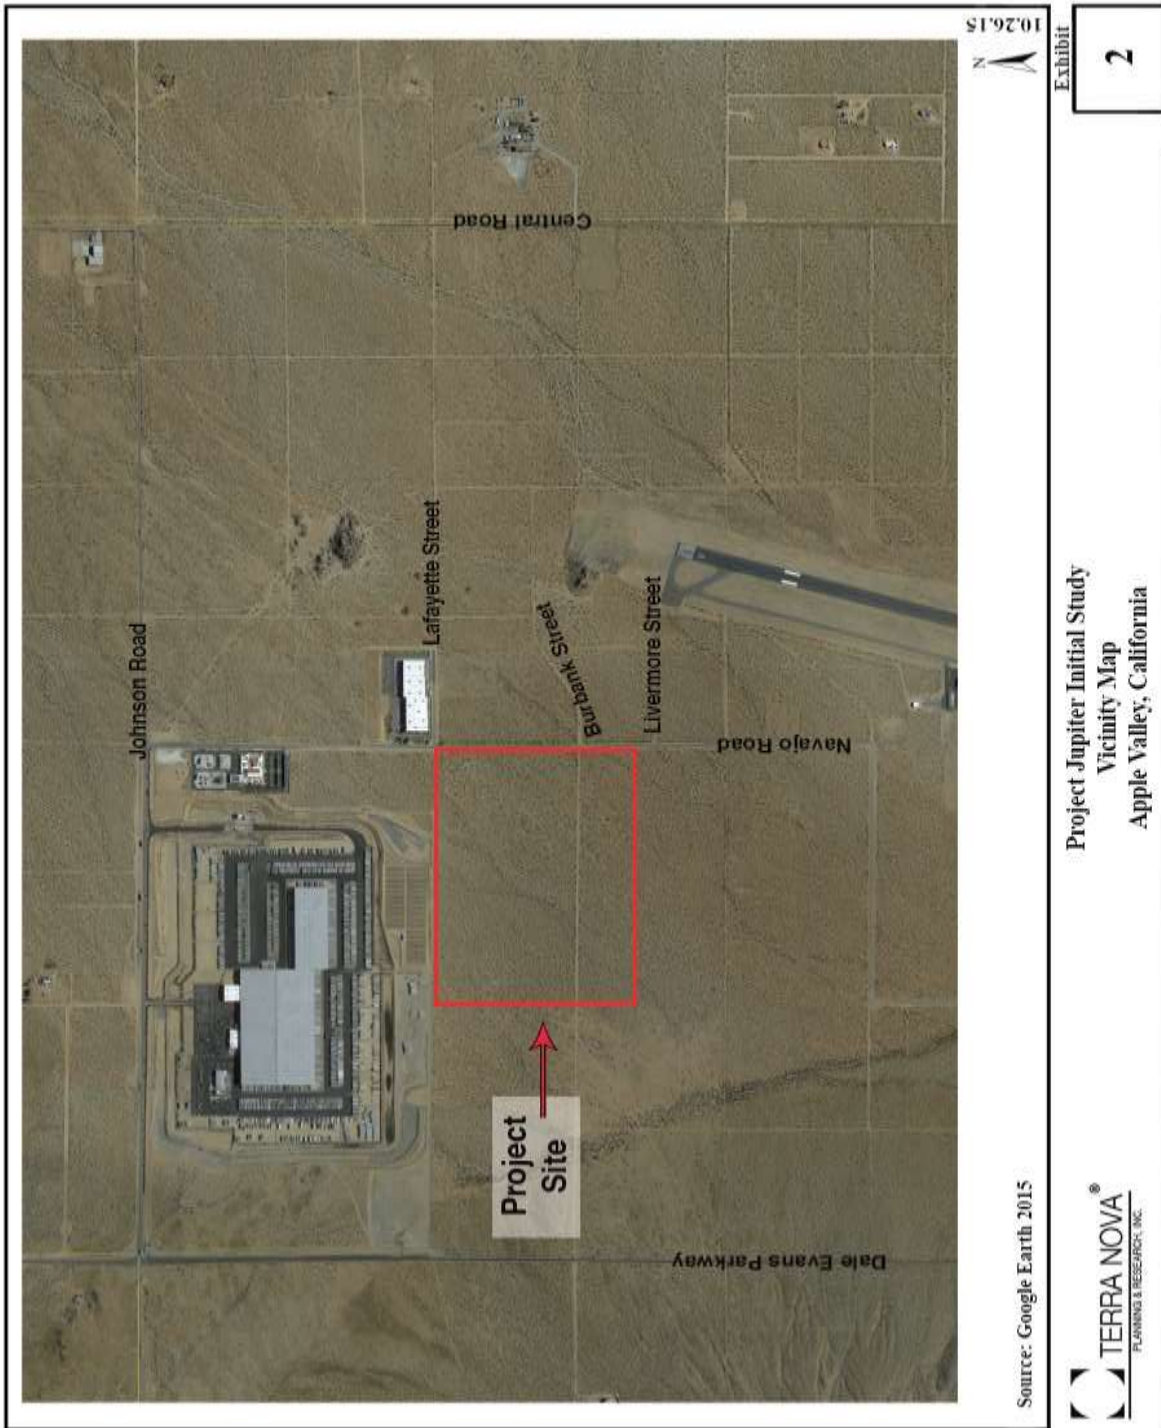 Johnson Road
Lafayette Street
Central Road
Burbank Street
Livermore Street
Navajo Road
Project
Site
Dale Evans Parkway
N
10.26.15
Source: Google Earth 2015
TERRA NOVA®
PLANNING & RESEARCH, INC.
Project Jupiter Initial Study
Vicinity Map
Apple Valley, California
Exhibit
2